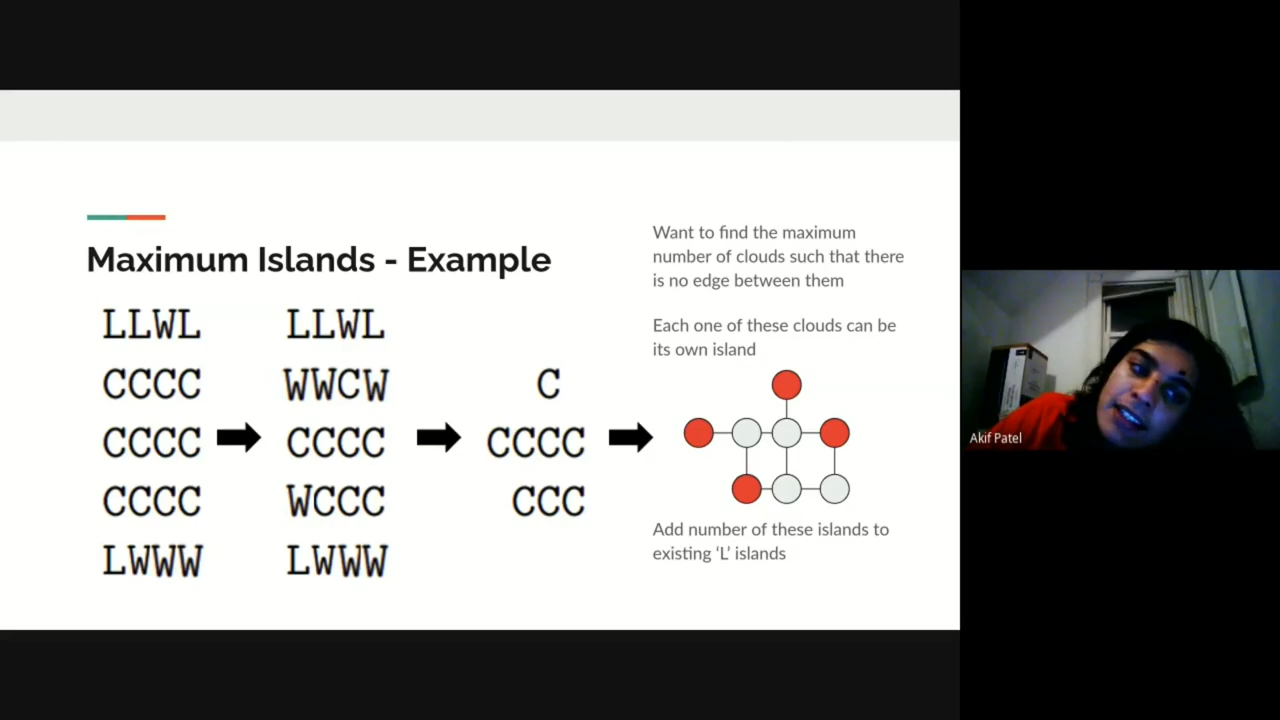 Maximum Islands - Example
LLWL
CCCC
CCCC
CCCC
LWWW
LLWL
WWCW
CCCC
WCCC
LWWW
C
CCCC
CCC
Want to find the maximum
number of clouds such that there
is no edge between them
Each one of these clouds can be
its own island
Add number of these islands to
existing ‘L’ islands
Akif Patel